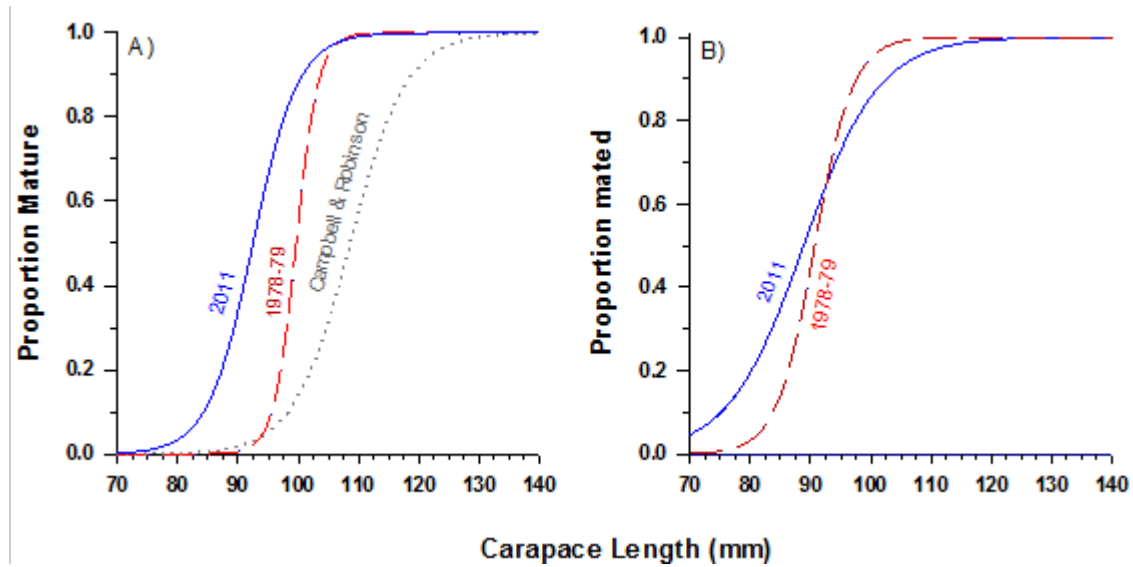 A)
Proportion Mature
1.0
0.8
0.6
0.4
0.2
0.0
2011
1978-79
Campbell & Robinson
70 80 90 100 110 120 130 140
B)
Proportion mated
1.0
0.8
0.6
0.4
0.2
0.0
2011
1978-79
70 80 90 100 110 120 130 140
Carapace Length (mm)